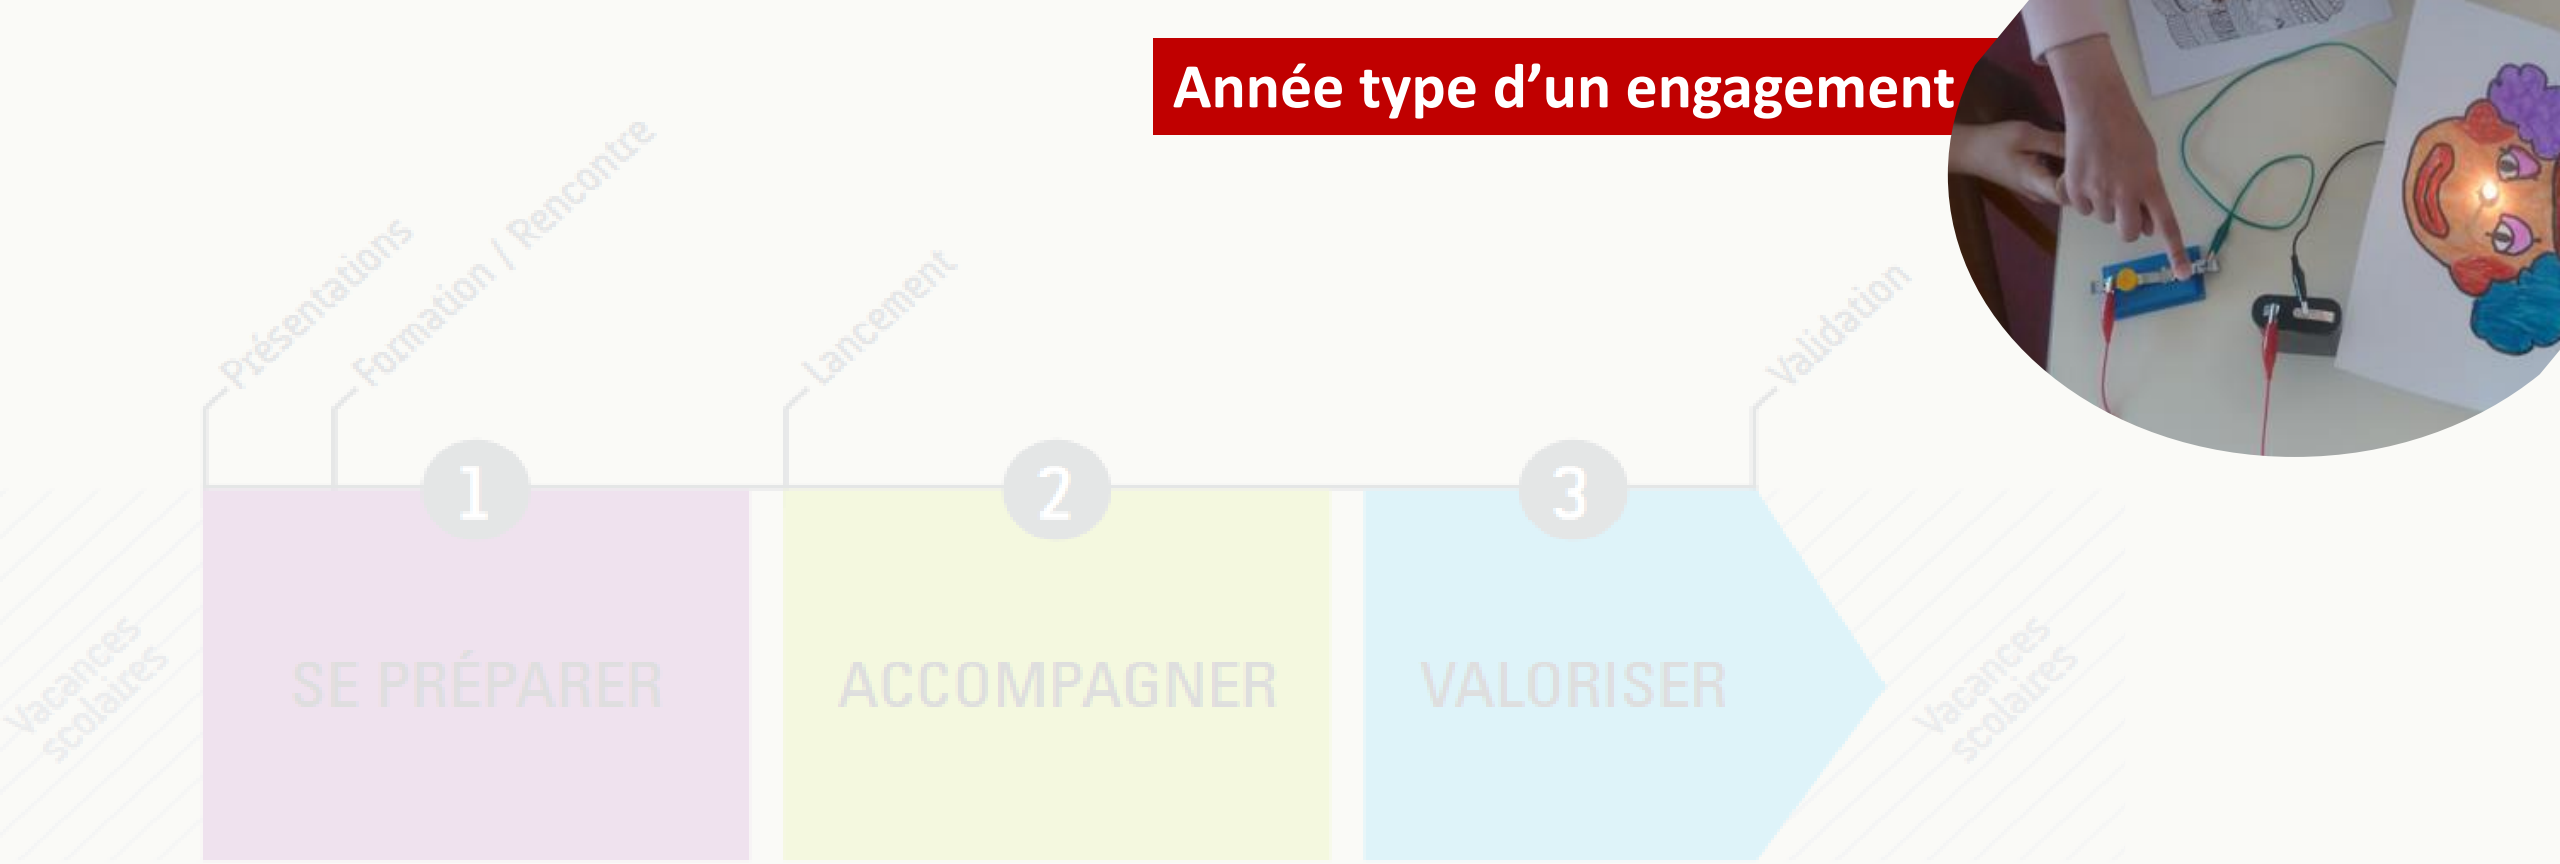 Année type d’un engagement
Présentations
Formation / Rencontre
Lancement
Validation
1
2
3
Vacances
scolaires
SE PRÉPARER
ACCOMPAGNER
VALORISER
Vacances
scolaires